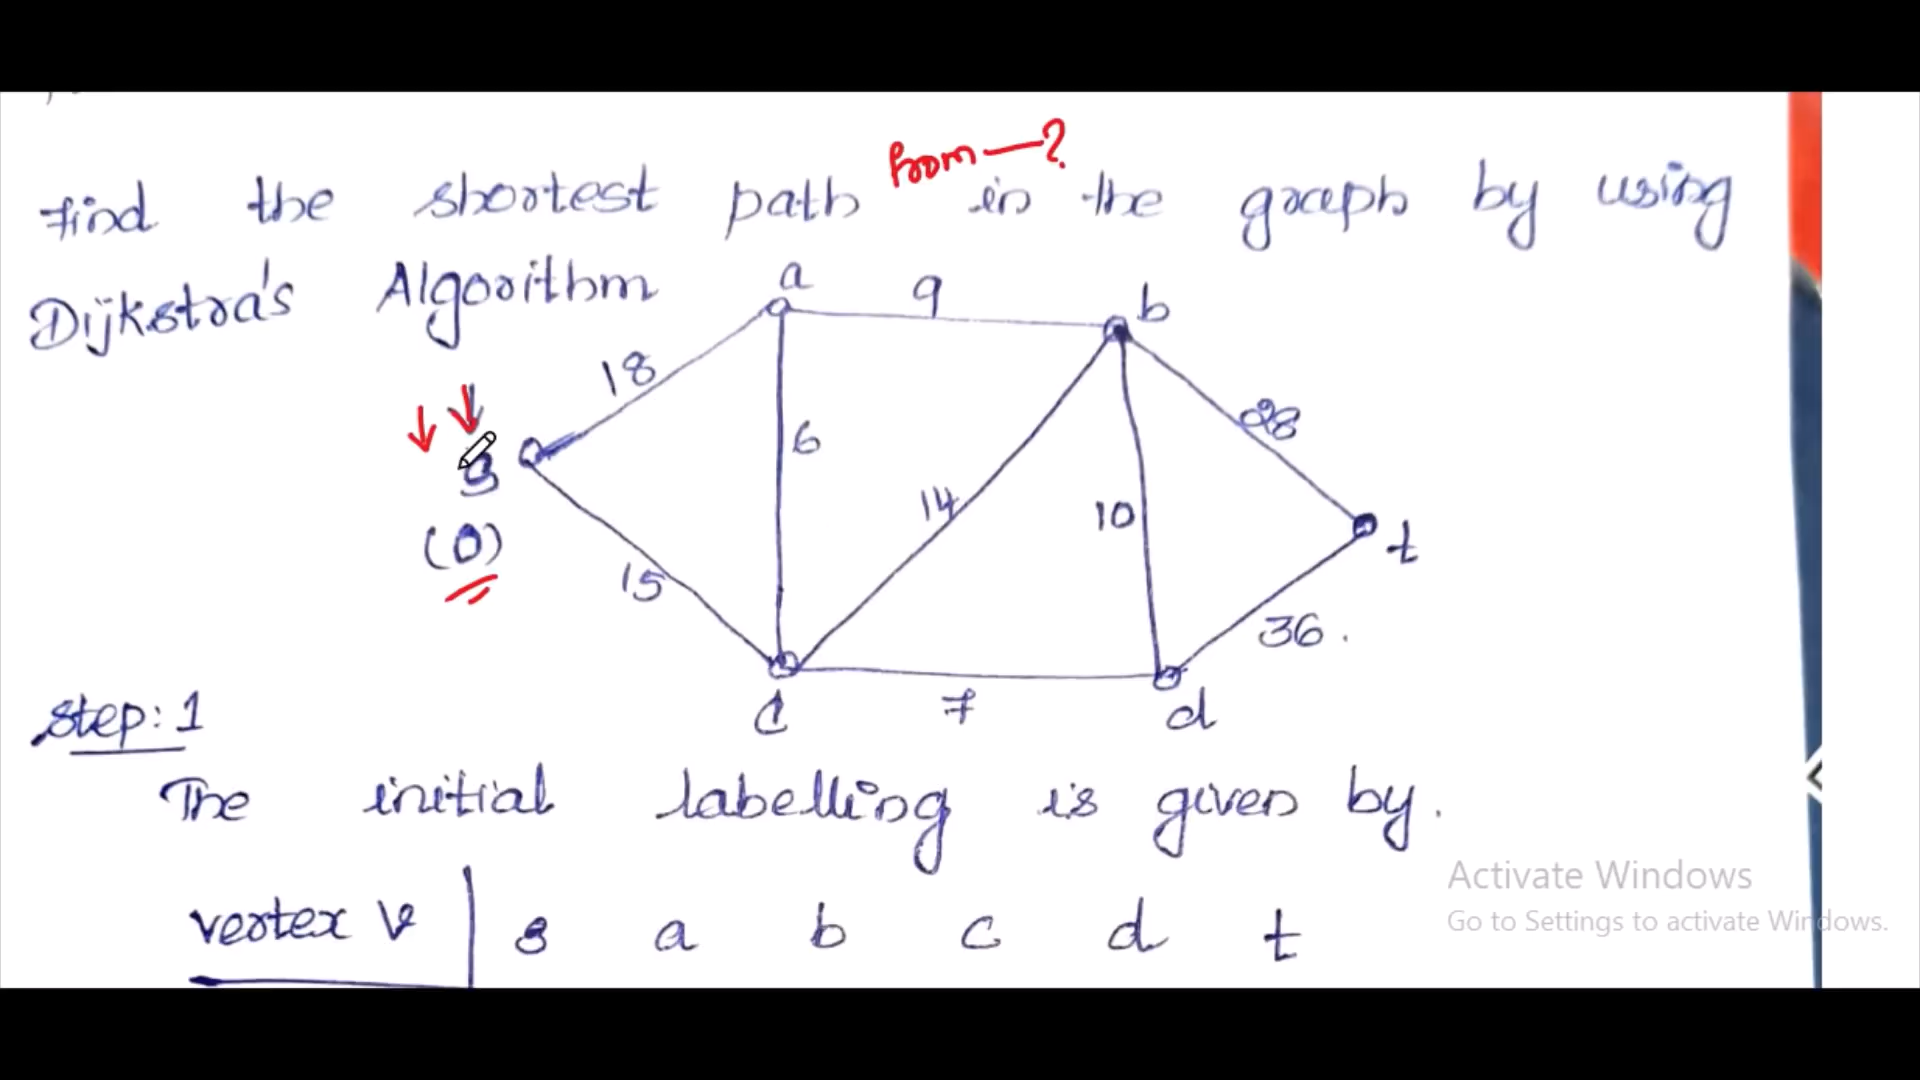 from — ?
find the shortest path in the graph by using
Dijkstra's Algorithm
a
9
b
18
28
6
s
14
10
t
(0)
15
36.
c
7
d
step: 1
The initial labelling is given by.
vertex v s a b c d t
Activate Windows
Go to Settings to activate Windows.